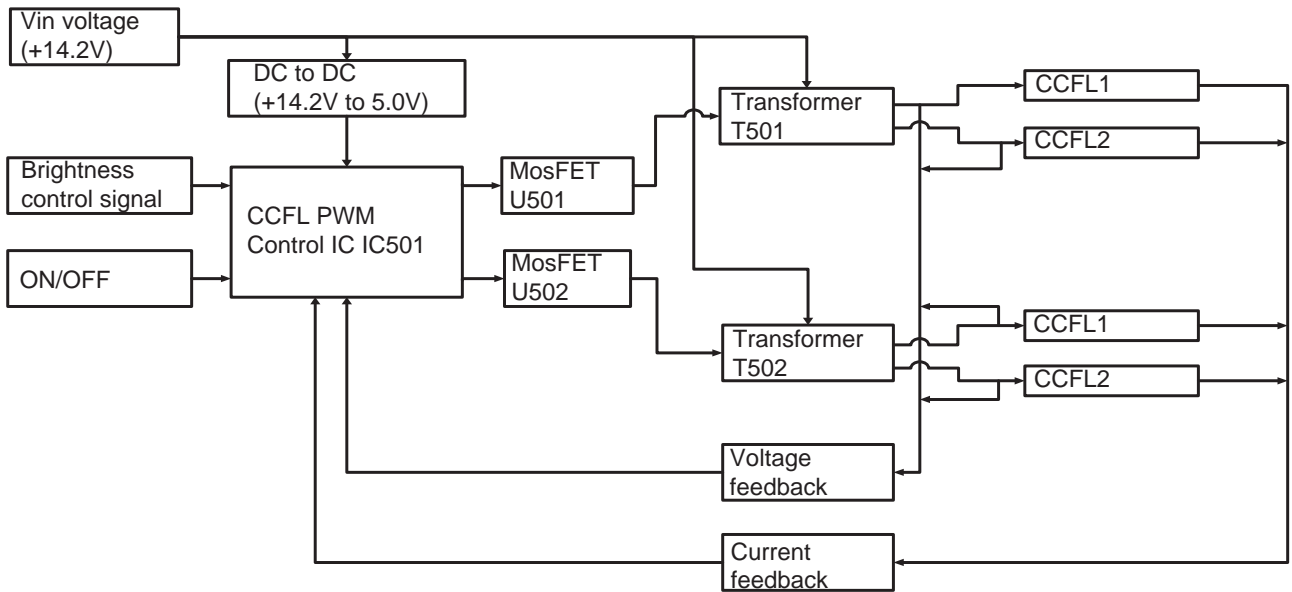 Vin voltage
(+14.2V)
DC to DC
(+14.2V to 5.0V)
Transformer
T501
CCFL1
CCFL2
Brightness
control signal
MosFET
U501
CCFL PWM
Control IC IC501
ON/OFF
MosFET
U502
Transformer
T502
CCFL1
CCFL2
Voltage
feedback
Current
feedback